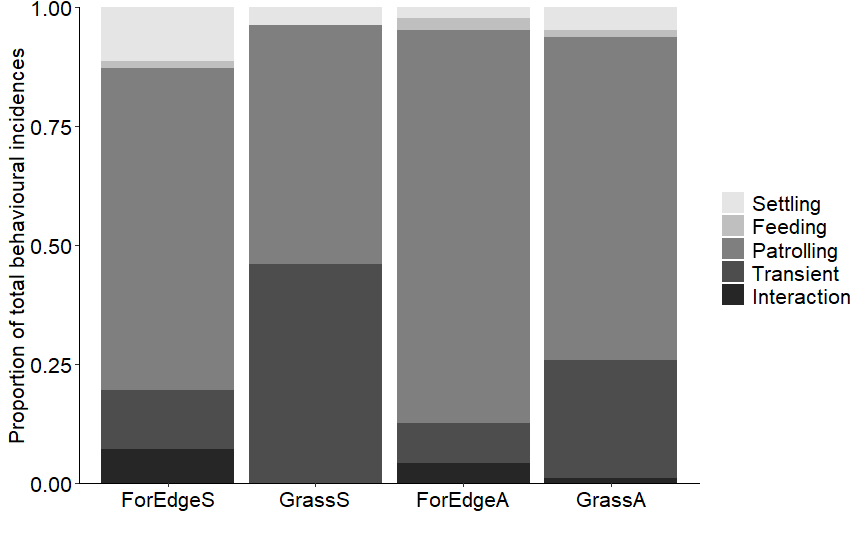 Proportion of total behavioural incidences
1.00
0.75
0.50
0.25
0.00
ForEdgeS
GrassS
ForEdgeA
GrassA
Settling
Feeding
Patrolling
Transient
Interaction